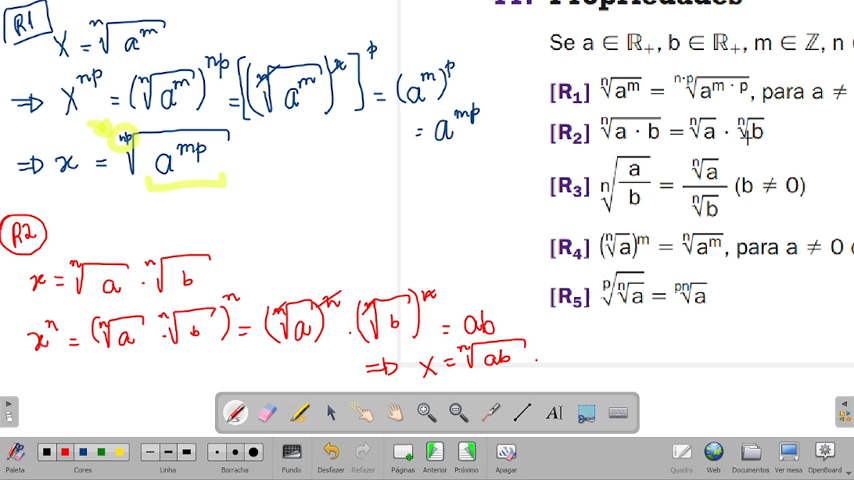 R1
X = ⁿ√(aᵐ)
⇒ Xⁿᵖ = (ⁿ√(aᵐ))ⁿᵖ = [(ⁿ√(aᵐ))ⁿ]ᵖ = (aᵐ)ᵖ
= aᵐᵖ
⇒ x = ⁿᵖ√(aᵐᵖ)
R2
x = ⁿ√a · ⁿ√b
xⁿ = (ⁿ√a · ⁿ√b)ⁿ = (ⁿ√a)ⁿ · (ⁿ√b)ⁿ = ab
⇒ X = ⁿ√(ab) .
Propriedades
Se a ∈ ℝ₊, b ∈ ℝ₊, m ∈ ℤ, n
[R₁] ⁿ√(aᵐ) = ⁿ·ᵖ√(aᵐ·ᵖ), para a ≠
[R₂] ⁿ√(a · b) = ⁿ√a · ⁿ√b
[R₃] ⁿ√(a/b) = ⁿ√a / ⁿ√b (b ≠ 0)
[R₄] (ⁿ√a)ᵐ = ⁿ√(aᵐ), para a ≠ 0
[R₅] ᵖ√(ⁿ√a) = ᵖⁿ√a
Paleta Cores Linha Borracha Fundo Desfazer Refazer Páginas Anterior Próximo Apagar Quadro Web Documentos Ver mesa OpenBoard